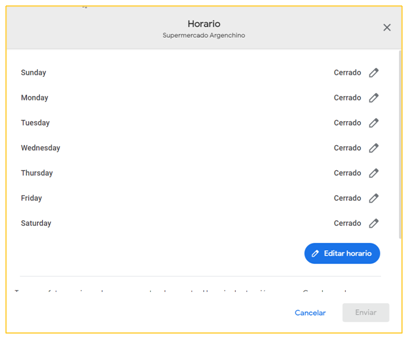 Horario
Supermercado Argenchino
Sunday Cerrado
Monday Cerrado
Tuesday Cerrado
Wednesday Cerrado
Thursday Cerrado
Friday Cerrado
Saturday Cerrado
Editar horario
Cancelar Enviar